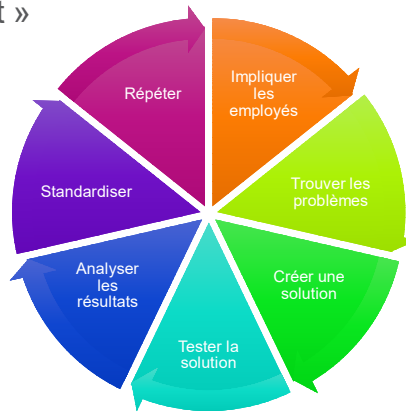 t »
Impliquer
les
employés
Trouver les
problèmes
Créer une
solution
Tester la
solution
Analyser
les
résultats
Standardiser
Répéter